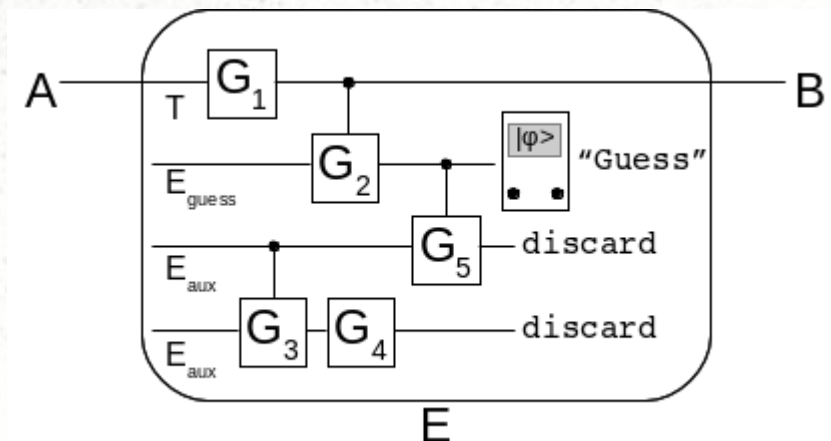 A
T
G1
B
|φ>
"Guess"
Eguess
G2
Eaux
G5
discard
Eaux
G3
G4
discard
E